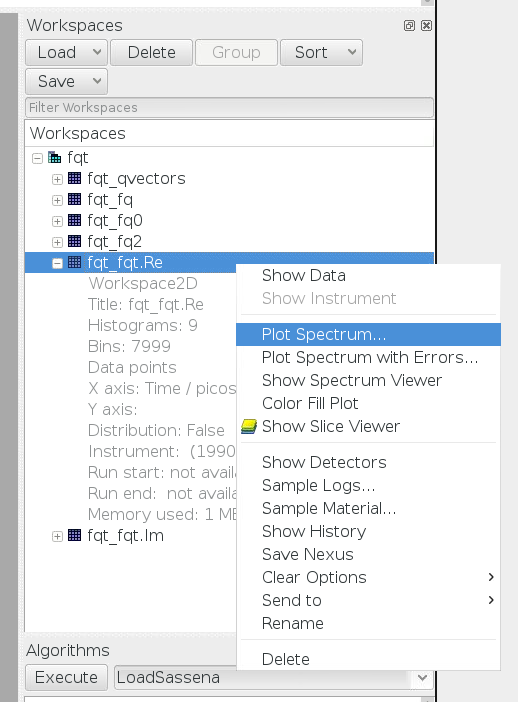 Workspaces
Load Delete Group Sort
Save
Filter Workspaces
Workspaces
fqt
fqt_qvectors
fqt_fq
fqt_fq0
fqt_fq2
fqt_fqt.Re
Workspace2D
Title: fqt_fqt.Re
Histograms: 9
Bins: 7999
Data points
X axis: Time / picos
Y axis:
Distribution: False
Instrument: (1990
Run start: not avail
Run end: not availa
Memory used: 1 MB
fqt_fqt.Im
Show Data
Show Instrument
Plot Spectrum...
Plot Spectrum with Errors...
Show Spectrum Viewer
Color Fill Plot
Show Slice Viewer
Show Detectors
Sample Logs...
Sample Material...
Show History
Save Nexus
Clear Options
Send to
Rename
Delete
Algorithms
Execute LoadSassena